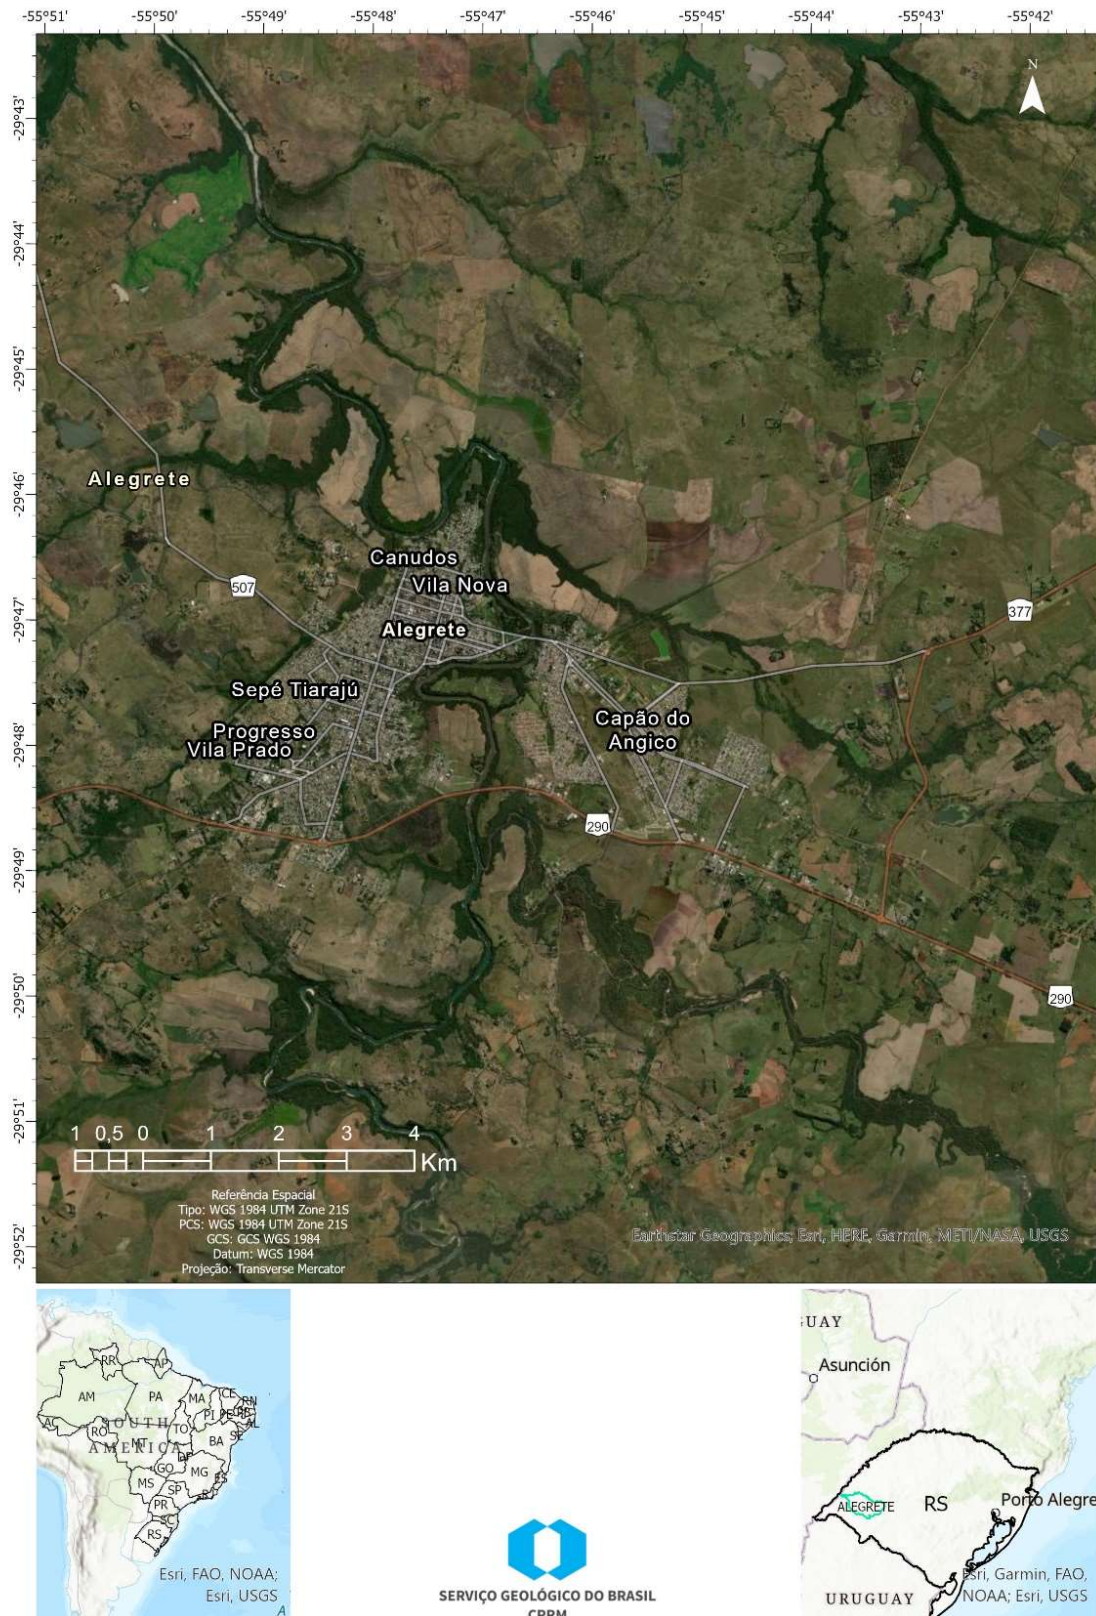 -55°51' -55°50' -55°49' -55°48' -55°47' -55°46' -55°45' -55°44' -55°43' -55°42'
N
-29°43'
-29°44'
-29°45'
-29°46'
Alegrete
Canudos
Vila Nova
507
377
-29°47'
Alegrete
Sepé Tiarajú
Capão do
Angico
Progresso
Vila Prado
-29°48'
290
-29°49'
-29°50'
290
-29°51'
1 0,5 0 1 2 3 4
Km
Referência Espacial
Tipo: WGS 1984 UTM Zone 21S
PCS: WGS 1984 UTM Zone 21S
GCS: GCS WGS 1984
Datum: WGS 1984
Projeção: Transverse Mercator
-29°52'
Earthstar Geographics; Esri, HERE, Garmin, METI/NASA, USGS
RR AP
AM PA MA CE RN
AC RO SOUTH TO PI PE AL
AMERICA MT BA SE
GO DF MG ES
MS SP RJ
PR
SC
RS
Esri, FAO, NOAA;
Esri, USGS
SERVIÇO GEOLÓGICO DO BRASIL
CPRM
GUAY
Asunción
ALEGRETE
RS
Porto Alegre
URUGUAY
Esri, Garmin, FAO,
NOAA; Esri, USGS